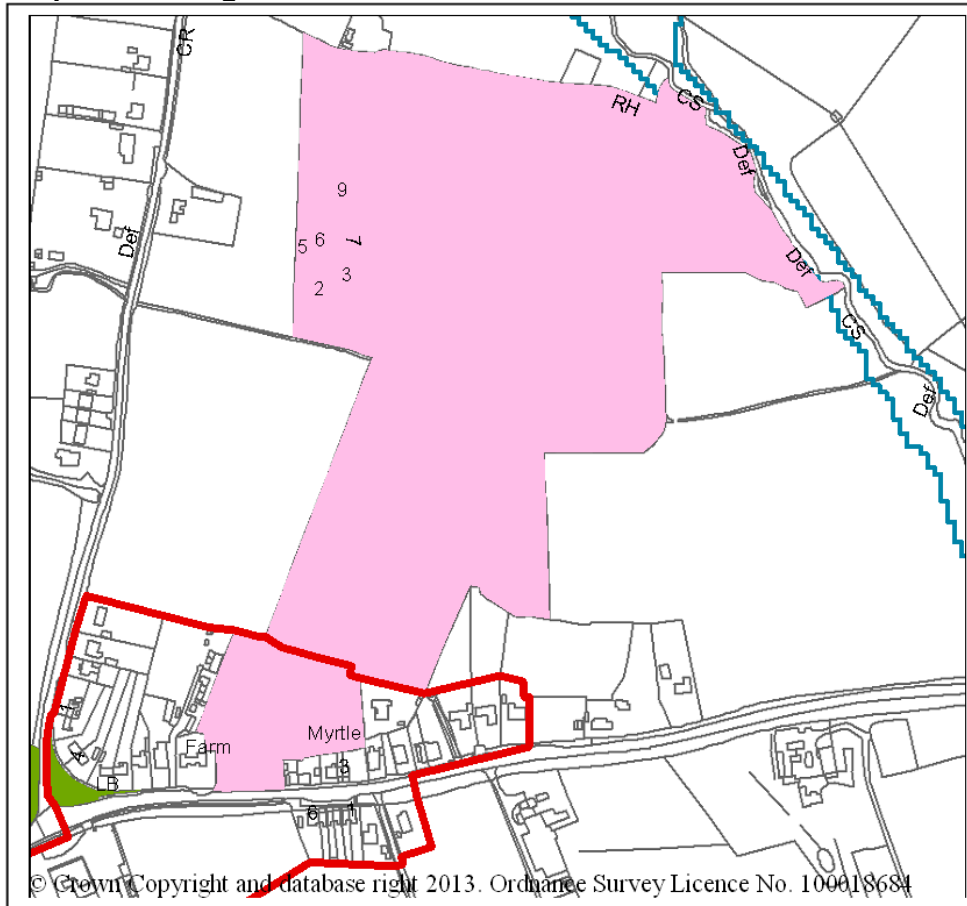 CR
CS
RH
Def
9
Def
6
7
5
3
Def
2
CS
Def
1
Myrtle
Farm
4
3
LB
6
1
© Crown Copyright and database right 2013. Ordnance Survey Licence No. 100018684